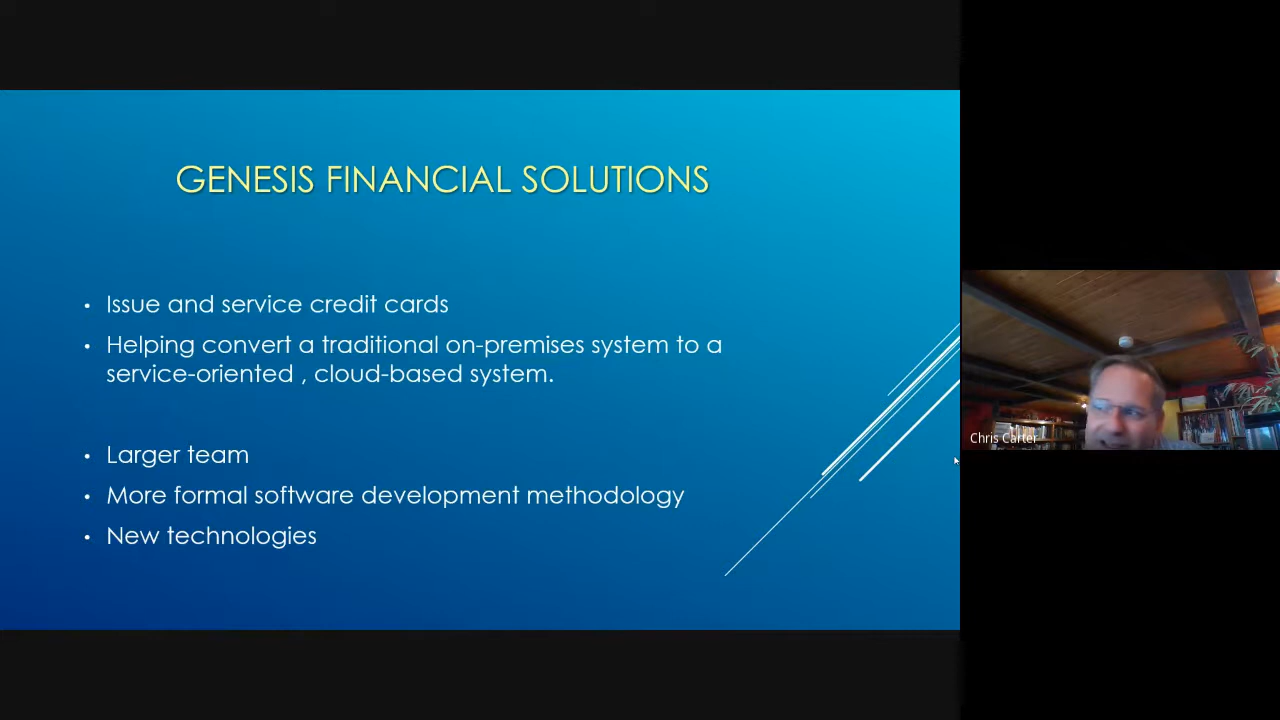 GENESIS FINANCIAL SOLUTIONS
• Issue and service credit cards
• Helping convert a traditional on-premises system to a
service-oriented , cloud-based system.
• Larger team
• More formal software development methodology
• New technologies
Chris Carter